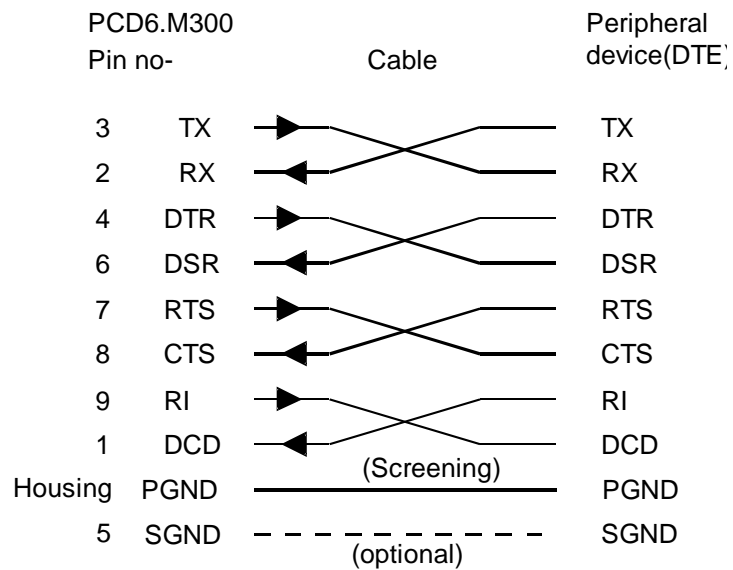 PCD6.M300 Peripheral
Pin no- Cable device(DTE)
3 TX TX
2 RX RX
4 DTR DTR
6 DSR DSR
7 RTS RTS
8 CTS CTS
9 RI RI
1 DCD DCD
(Screening)
Housing PGND PGND
5 SGND SGND
(optional)